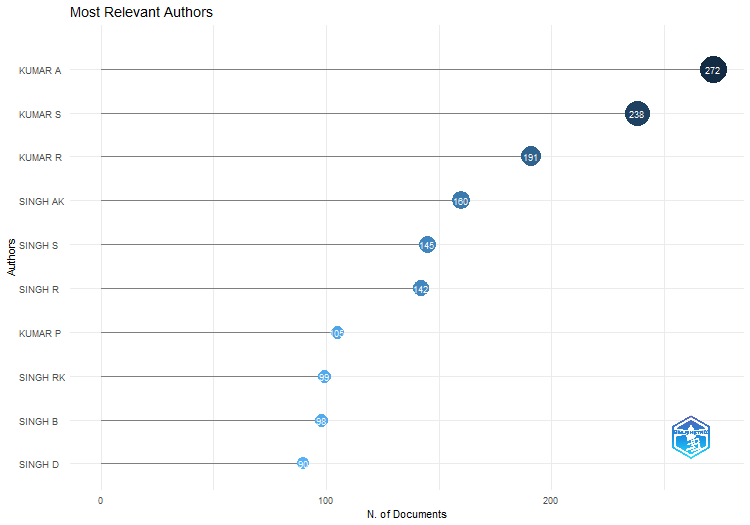 Most Relevant Authors
KUMAR A 272
KUMAR S 238
KUMAR R 191
SINGH AK 160
SINGH S 145
SINGH R 142
KUMAR P 105
SINGH RK 99
SINGH B 98
SINGH D 90
Authors
0 100 200
N. of Documents